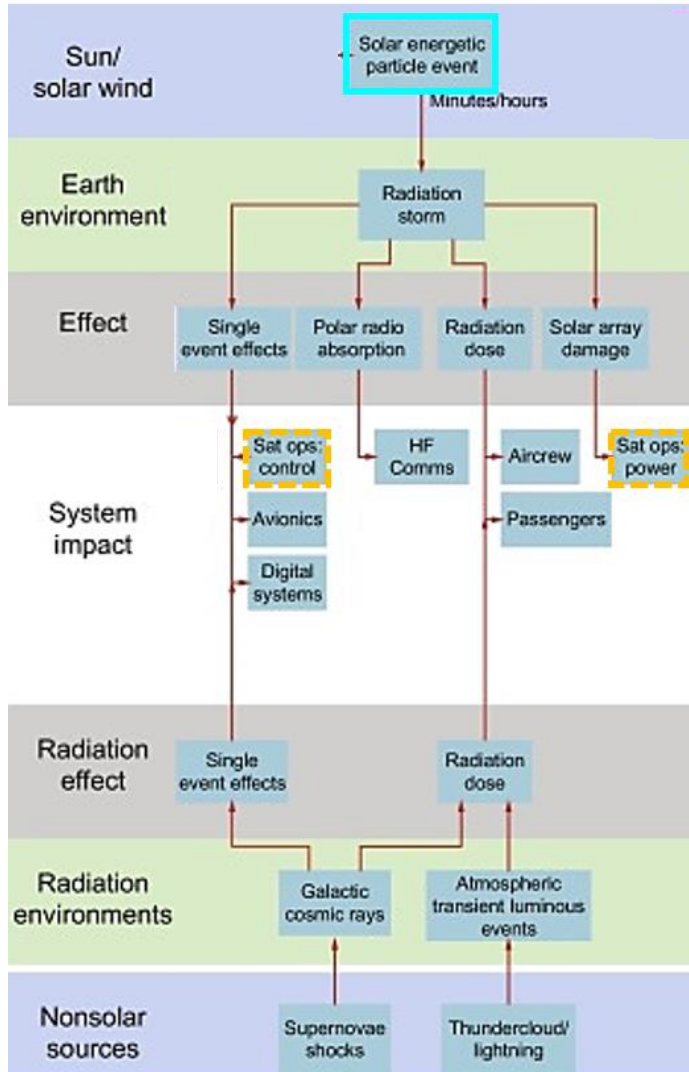 Sun/
solar wind
Solar energetic
particle event
Minutes/hours
Earth
environment
Radiation
storm
Effect
Single
event effects
Polar radio
absorption
Radiation
dose
Solar array
damage
System
impact
Sat ops:
control
HF
Comms
Aircrew
Sat ops:
power
Avionics
Passengers
Digital
systems
Radiation
effect
Single
event effects
Radiation
dose
Radiation
environments
Galactic
cosmic rays
Atmospheric
transient luminous
events
Nonsolar
sources
Supernovae
shocks
Thundercloud/
lightning